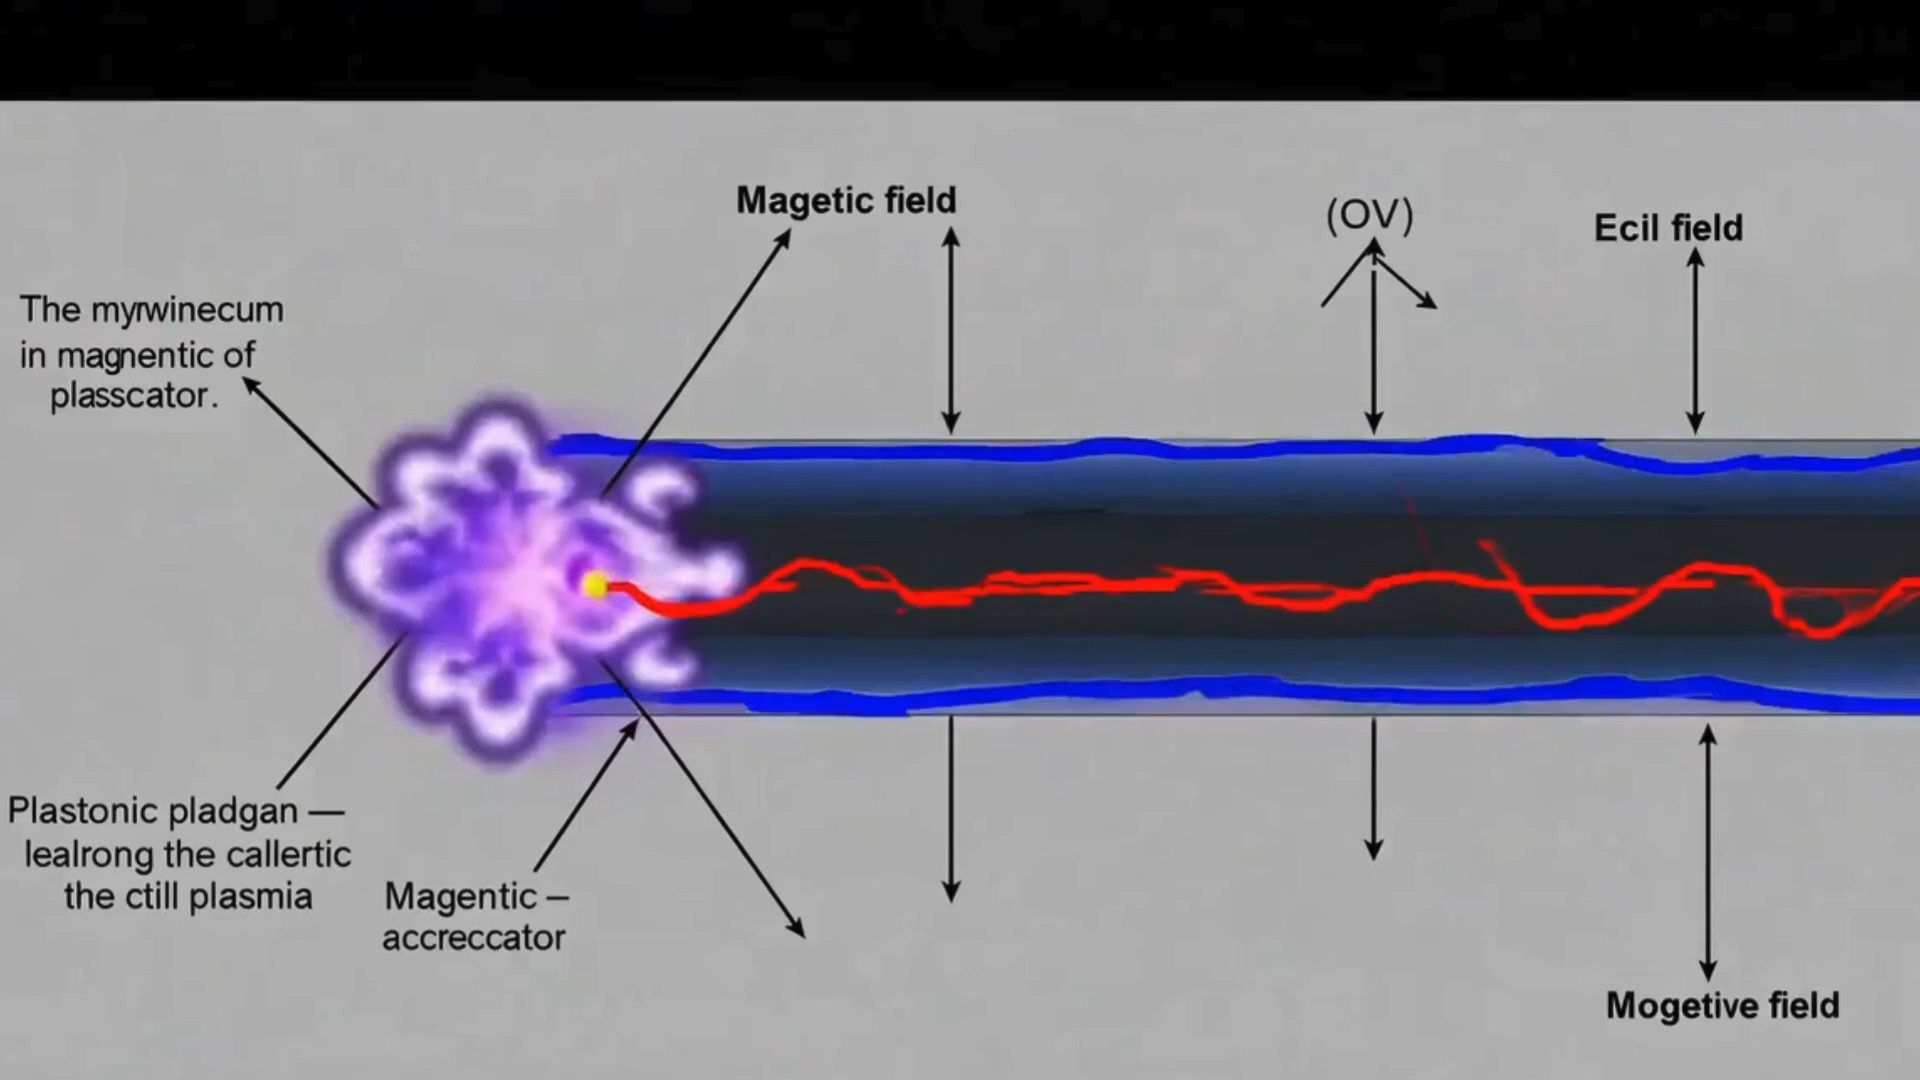 Magetic field
(OV)
Ecil field
The myrwinecum
in magnentic of
plasscator.
Plastonic pladgan —
lealrong the callertic
the ctill plasmia
Magentic –
accreccator
Mogetive field